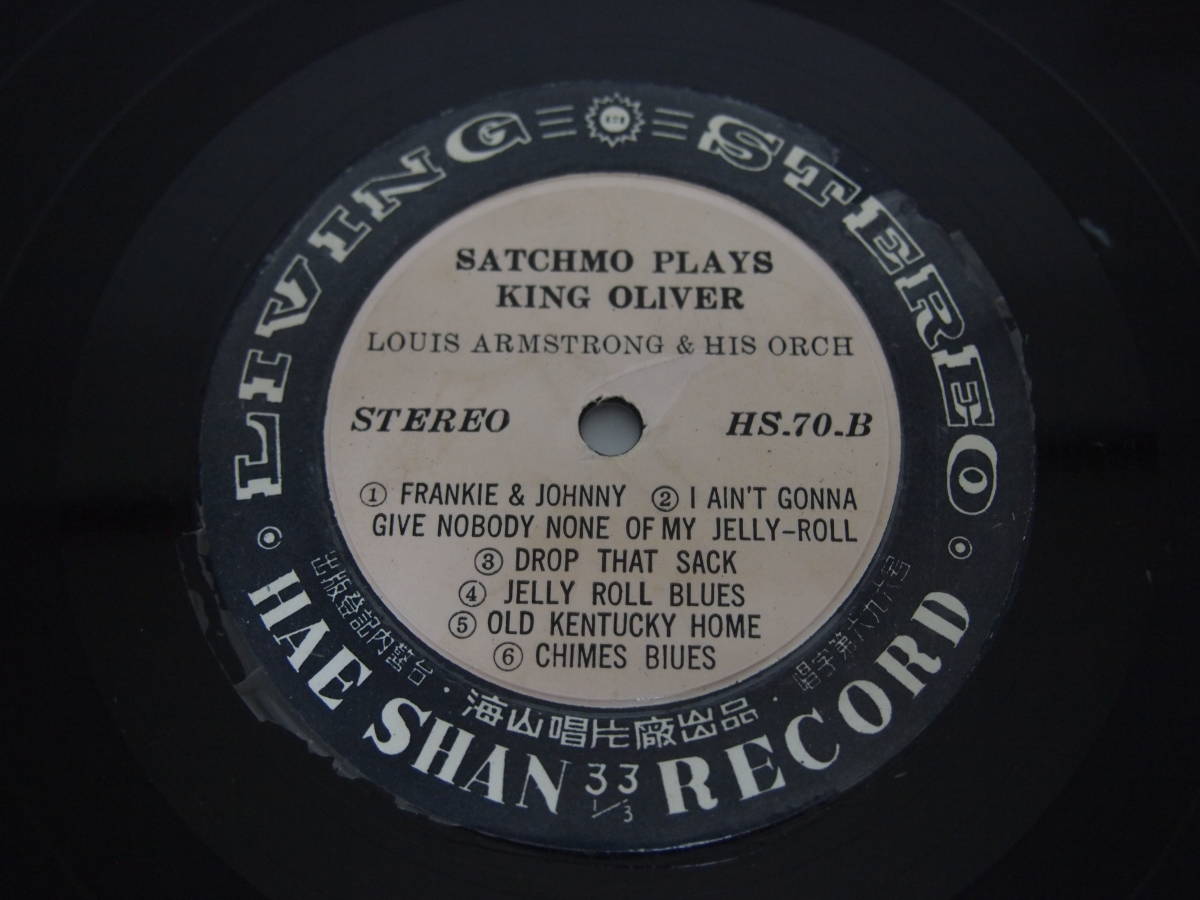 LIVING STEREO
SATCHMO PLAYS
KING OLIVER
LOUIS ARMSTRONG & HIS ORCH
STEREO
HS.70.B
① FRANKIE & JOHNNY ② I AIN'T GONNA
GIVE NOBODY NONE OF MY JELLY-ROLL
③ DROP THAT SACK
④ JELLY ROLL BLUES
⑤ OLD KENTUCKY HOME
⑥ CHIMES BIUES
出版登記內警台·海山唱片廠出品·唱字第六九六号
HAE SHAN 33 1/3 RECORD